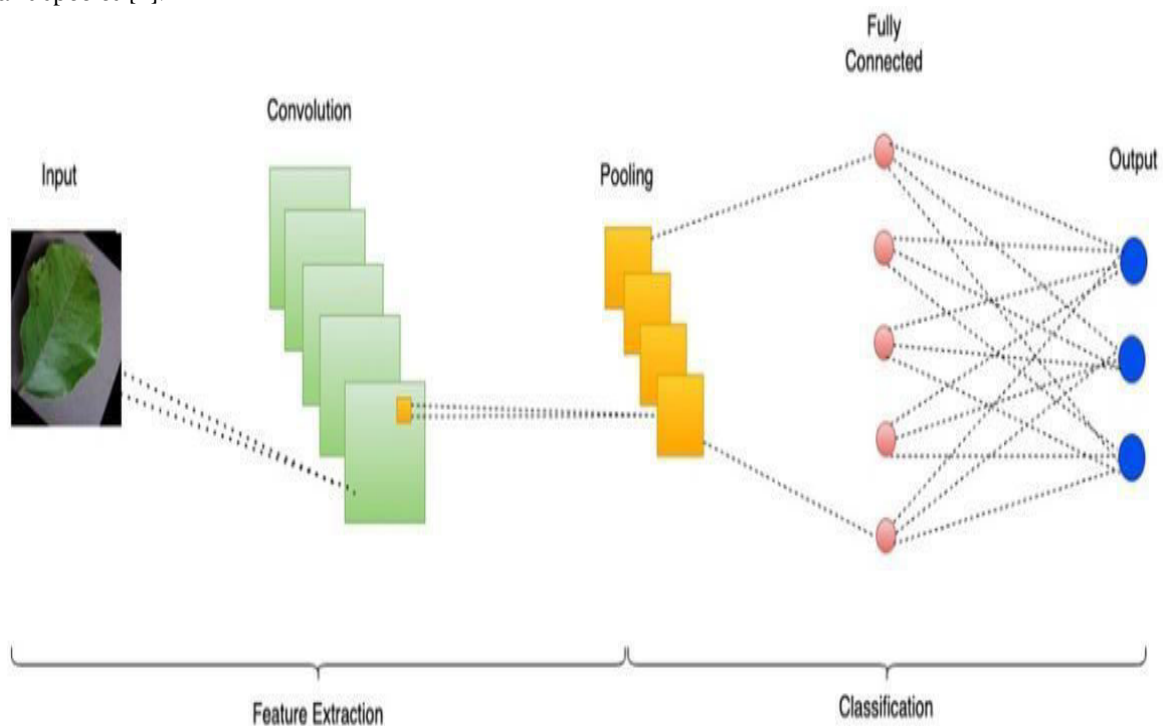 Fully
Connected
Convolution
Input
Pooling
Output
Feature Extraction
Classification